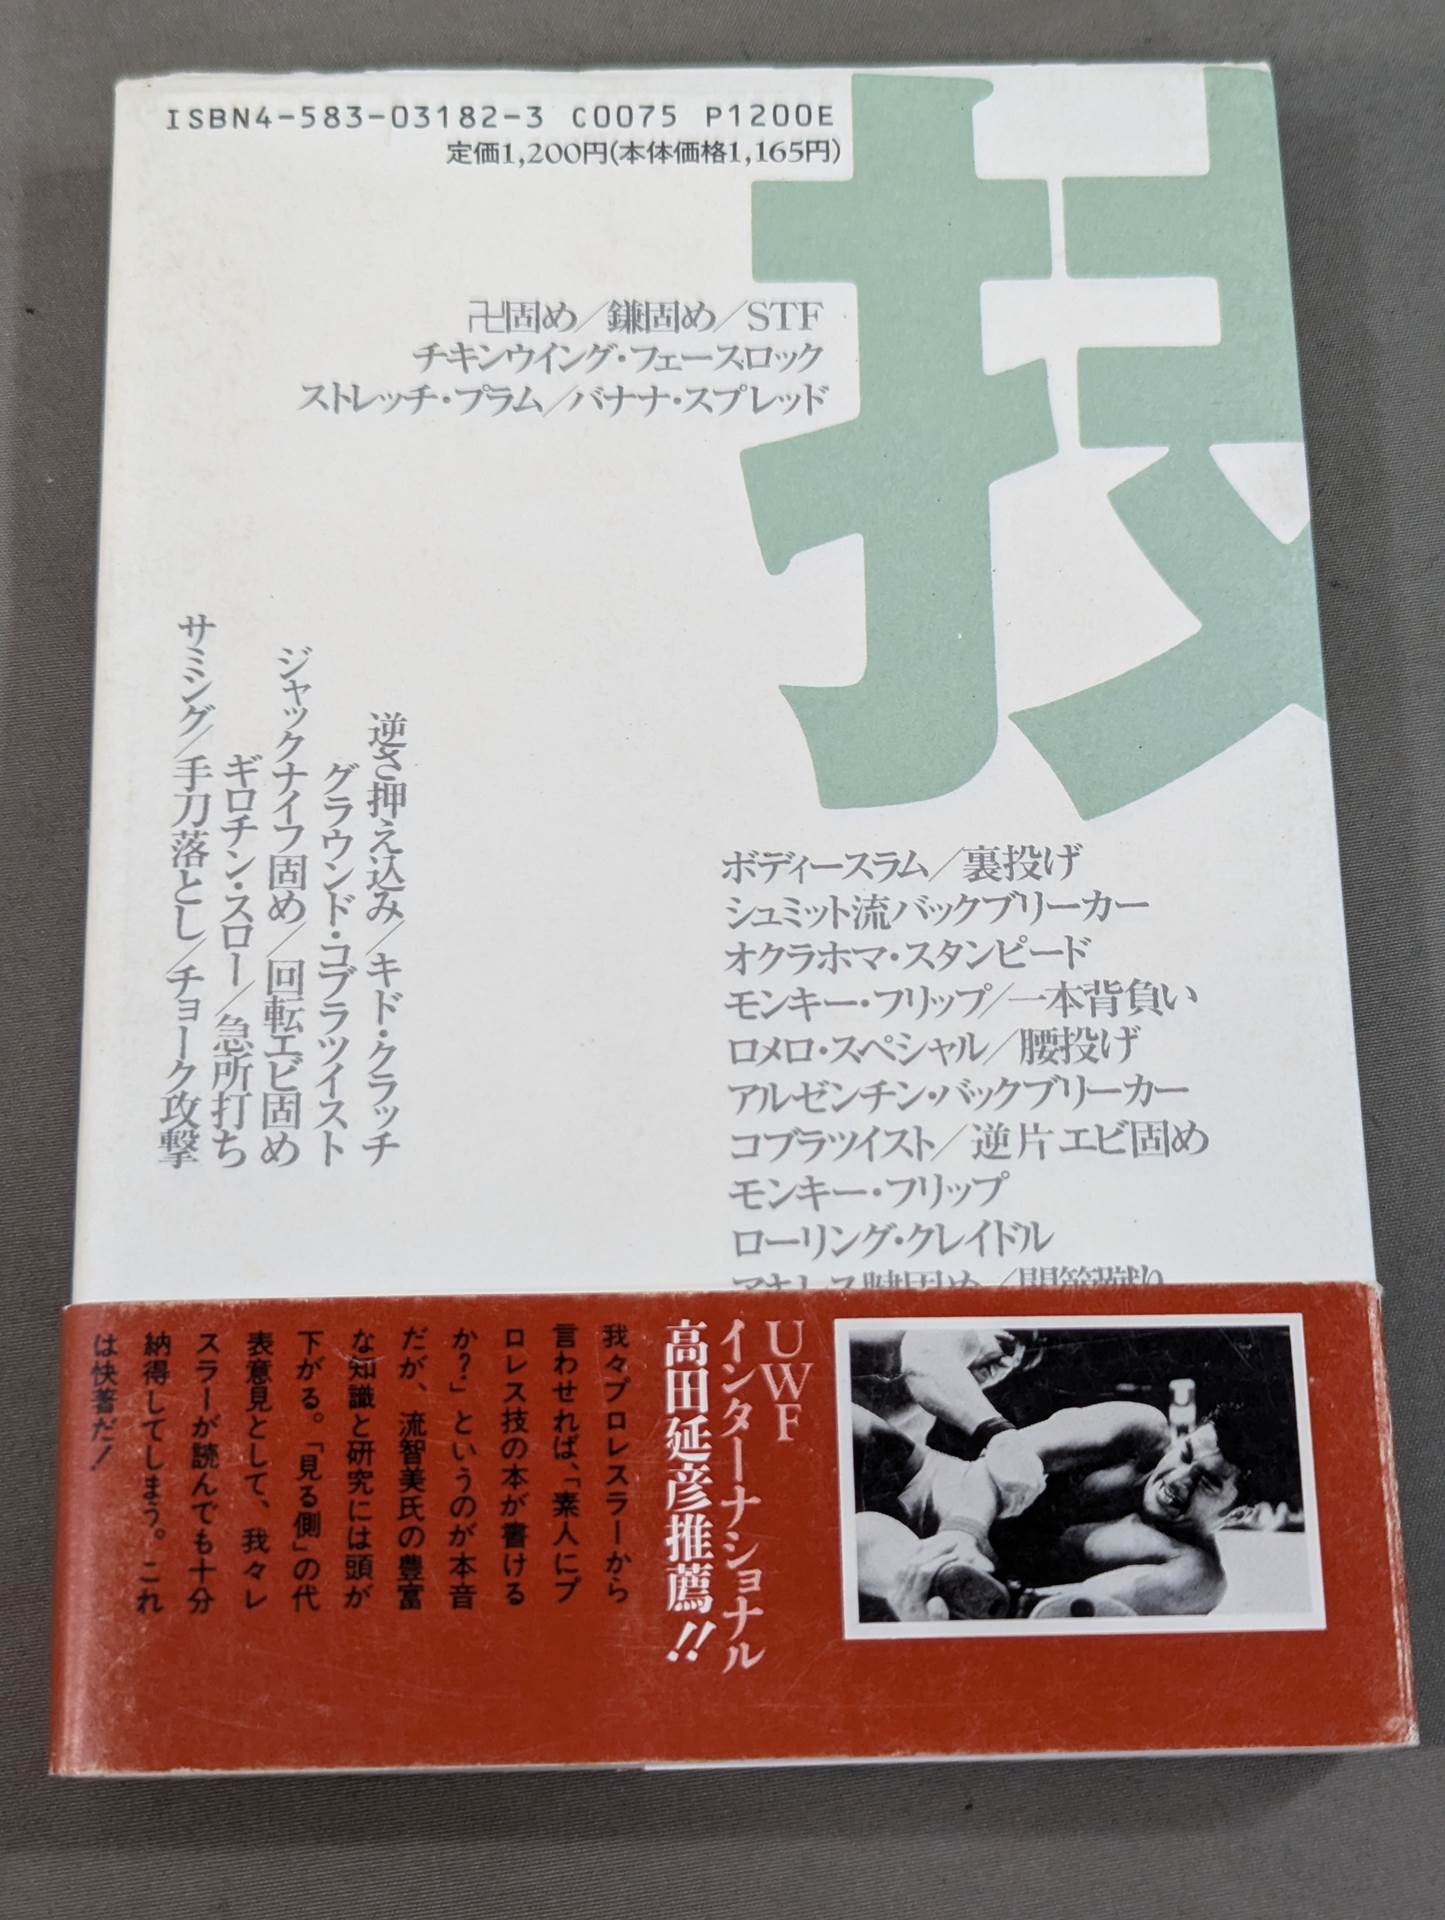 ISBN4-583-03182-3 C0075 P1200E
定価1,200円(本体価格1,165円)
技
卍固め/鎌固め/STF
チキンウイング・フェースロック
ストレッチ・プラム/バナナ・スプレッド
逆さ押え込み/キド・クラッチ
グラウンド・コブラツイスト
ジャックナイフ固め/回転エビ固め
ギロチン・スロー/急所打ち
サミング/手刀落とし/チョーク攻撃
ボディースラム/裏投げ
シュミット流バックブリーカー
オクラホマ・スタンピード
モンキー・フリップ/一本背負い
ロメロ・スペシャル/腰投げ
アルゼンチン・バックブリーカー
コブラツイスト/逆片エビ固め
モンキー・フリップ
ローリング・クレイドル
UWF
インターナショナル
高田延彦推薦!!
我々プロレスラーから
言わせれば、「素人にプ
ロレス技の本が書ける
か?」というのが本音
だが、流智美氏の豊富
な知識と研究には頭が
下がる。「見る側」の代
表意見として、我々レ
スラーが読んでも十分
納得してしまう。これ
は快著だ!